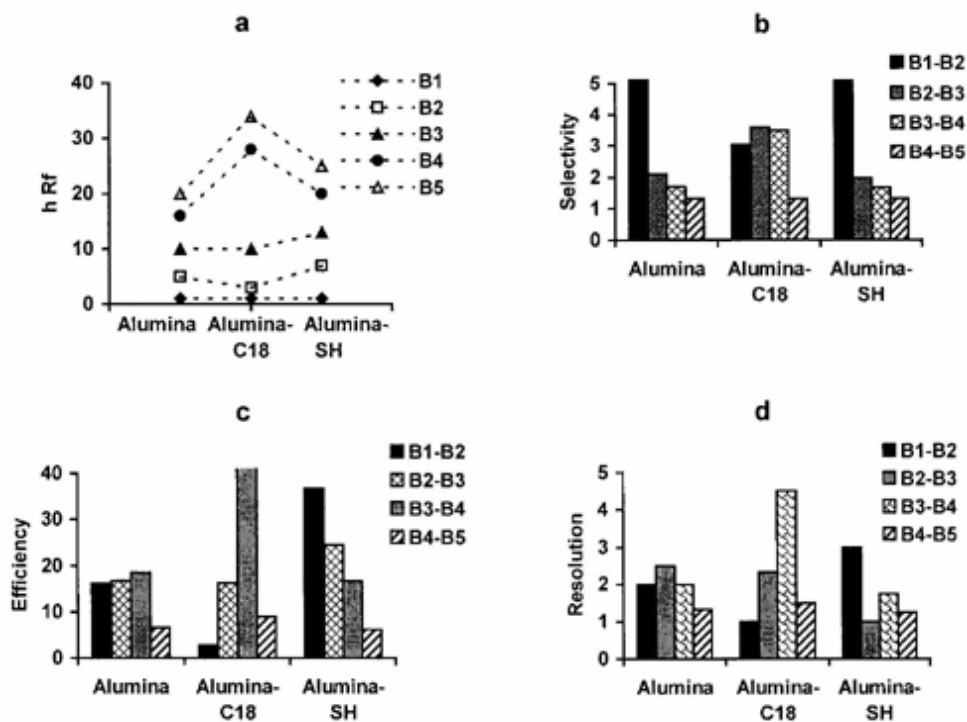 a
40
30
20
10
0
h Rf
Alumina Alumina- Alumina-
C18 SH
B1
B2
B3
B4
B5
b
5
4
3
2
1
0
Selectivity
Alumina Alumina- Alumina-
C18 SH
B1-B2
B2-B3
B3-B4
B4-B5
c
40
30
20
10
0
Efficiency
Alumina Alumina- Alumina-
C18 SH
B1-B2
B2-B3
B3-B4
B4-B5
d
5
4
3
2
1
0
Resolution
Alumina Alumina- Alumina-
C18 SH
B1-B2
B2-B3
B3-B4
B4-B5